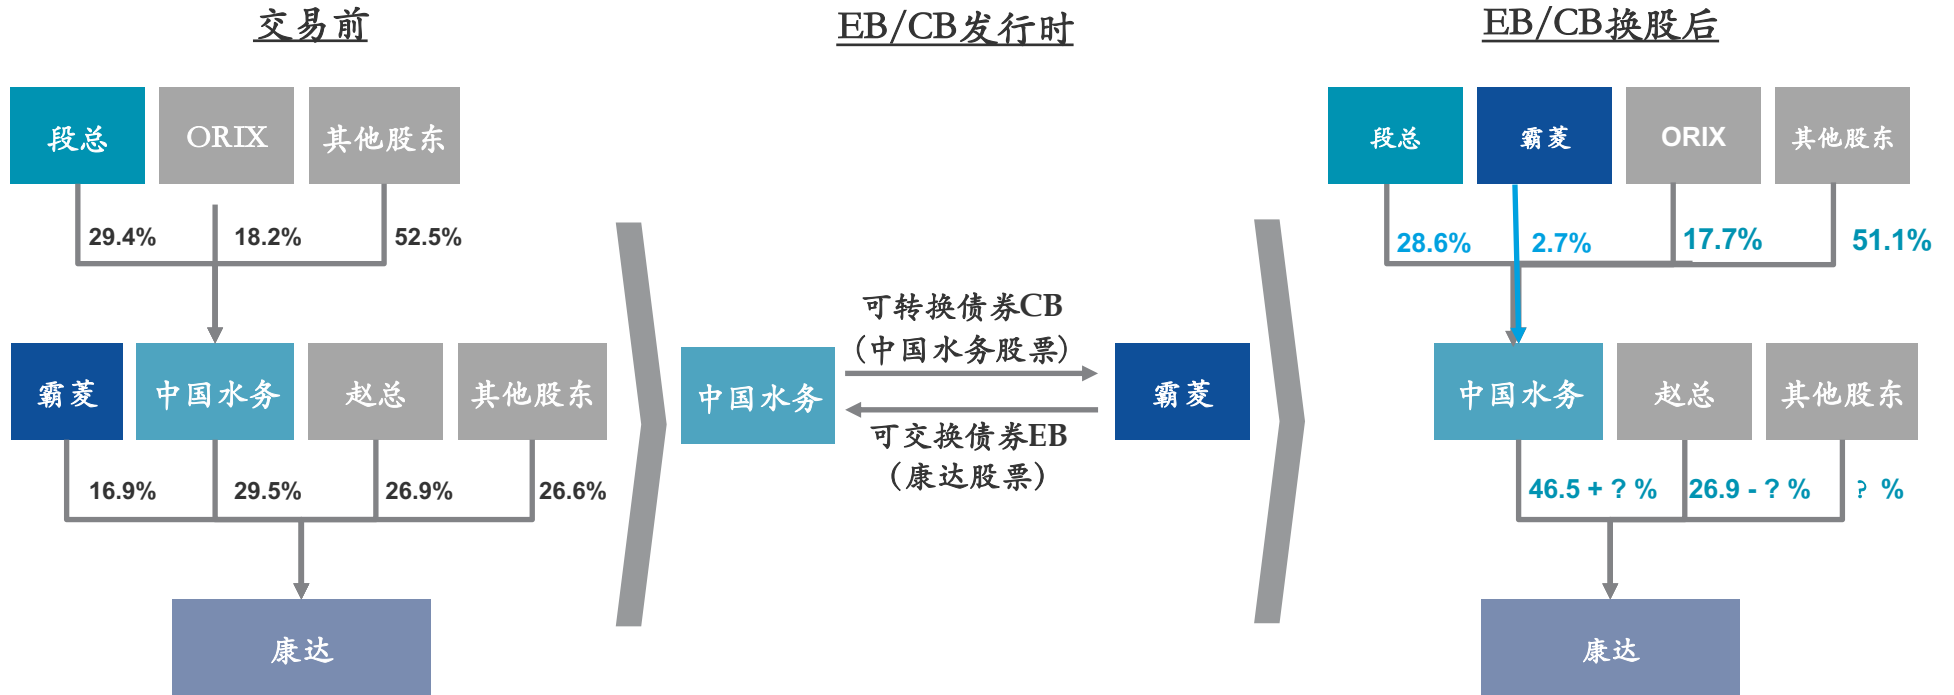 交易前
EB/CB发行时
EB/CB换股后
段总
ORIX
其他股东
29.4%
18.2%
52.5%
霸菱
中国水务
赵总
其他股东
16.9%
29.5%
26.9%
26.6%
康达
可转换债券CB
（中国水务股票）
中国水务
霸菱
可交换债券EB
（康达股票）
段总
霸菱
ORIX
其他股东
28.6%
2.7%
17.7%
51.1%
中国水务
赵总
其他股东
46.5 + ? %
26.9 - ? %
? %
康达